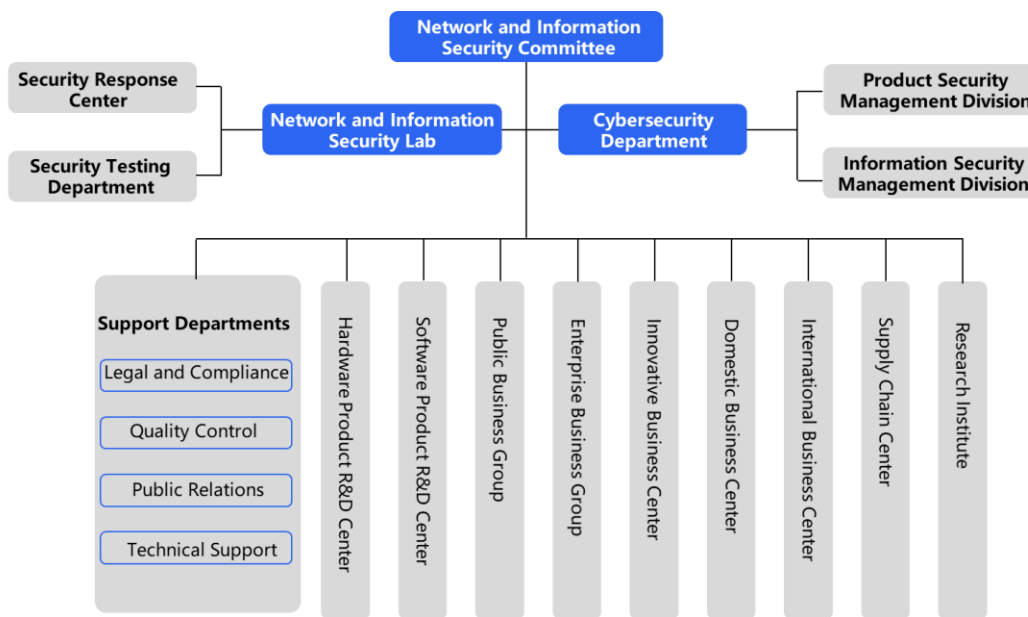 Network and Information
Security Committee
Security Response
Center
Network and Information
Security Lab
Cybersecurity
Department
Product Security
Management Division
Security Testing
Department
Information Security
Management Division
Support Departments
Legal and Compliance
Quality Control
Public Relations
Technical Support
Hardware Product R&D Center
Software Product R&D Center
Public Business Group
Enterprise Business Group
Innovative Business Center
Domestic Business Center
International Business Center
Supply Chain Center
Research Institute